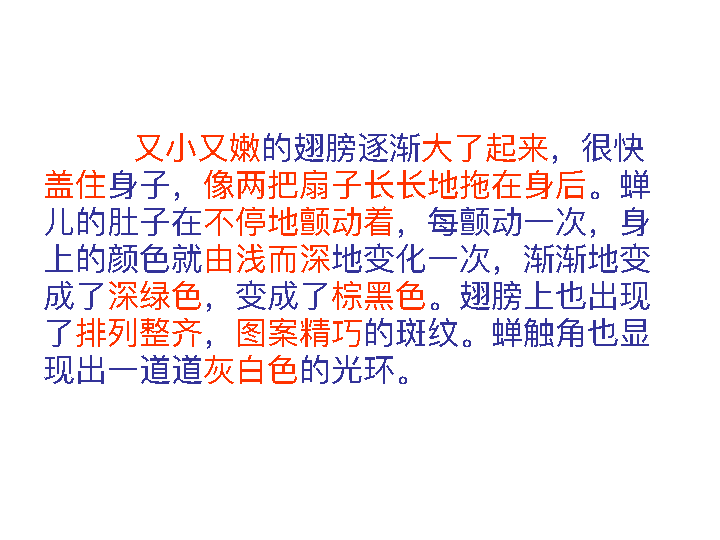 又小又嫩的翅膀逐渐大了起来，很快
盖住身子，像两把扇子长长地拖在身后。蝉
儿的肚子在不停地颤动着，每颤动一次，身
上的颜色就由浅而深地变化一次，渐渐地变
成了深绿色，变成了棕黑色。翅膀上也出现
了排列整齐，图案精巧的斑纹。蝉触角也显
现出一道道灰白色的光环。